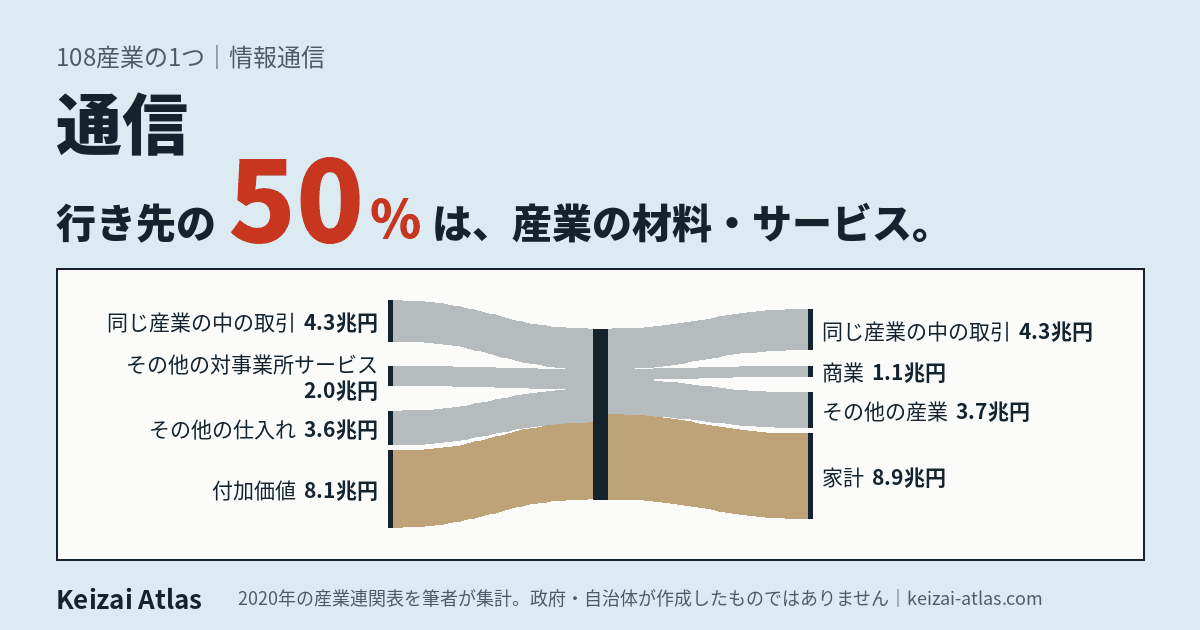 108産業の1つ｜情報通信
通信
行き先の 50% は、産業の材料・サービス。
同じ産業の中の取引 4.3兆円
その他の対事業所サービス
2.0兆円
その他の仕入れ 3.6兆円
付加価値 8.1兆円
同じ産業の中の取引 4.3兆円
商業 1.1兆円
その他の産業 3.7兆円
家計 8.9兆円
Keizai Atlas
2020年の産業連関表を筆者が集計。政府・自治体が作成したものではありません｜keizai-atlas.com